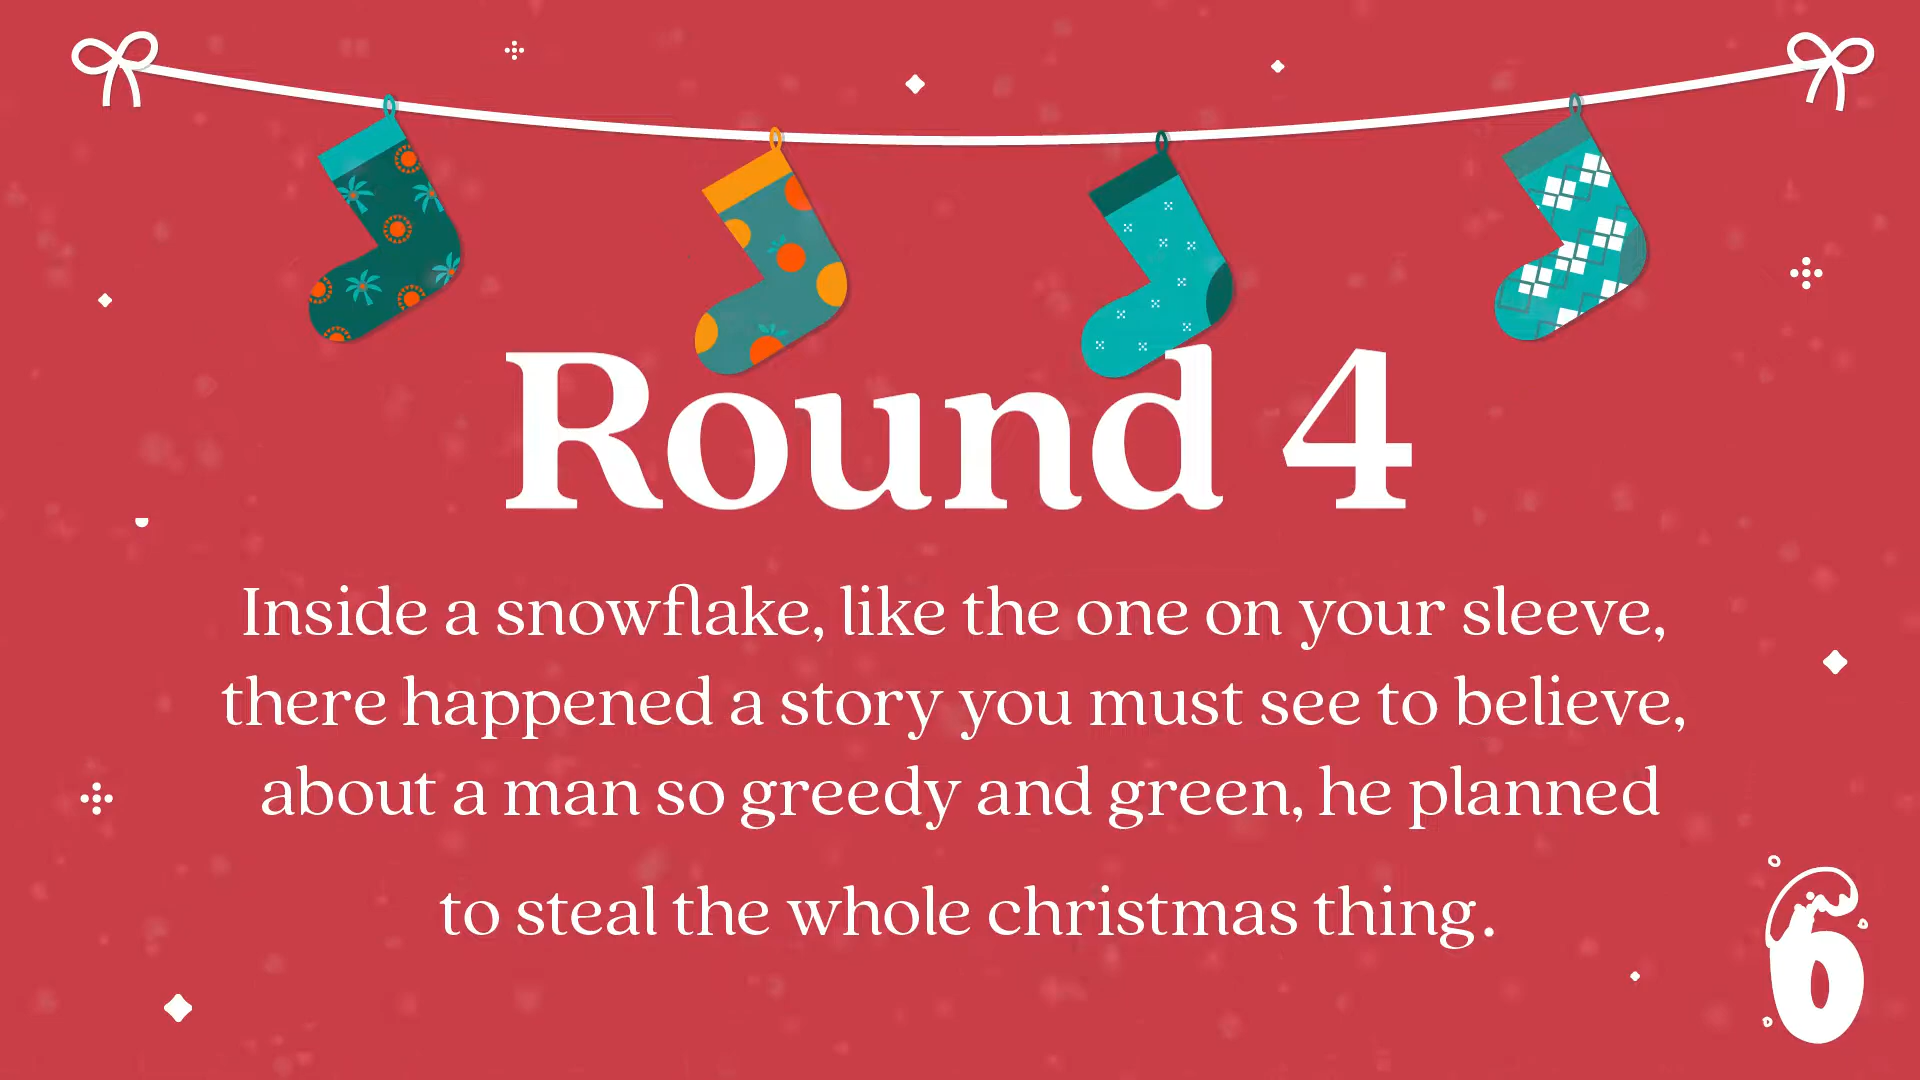 Round 4
Inside a snowflake, like the one on your sleeve,
there happened a story you must see to believe,
about a man so greedy and green, he planned
to steal the whole christmas thing.
6